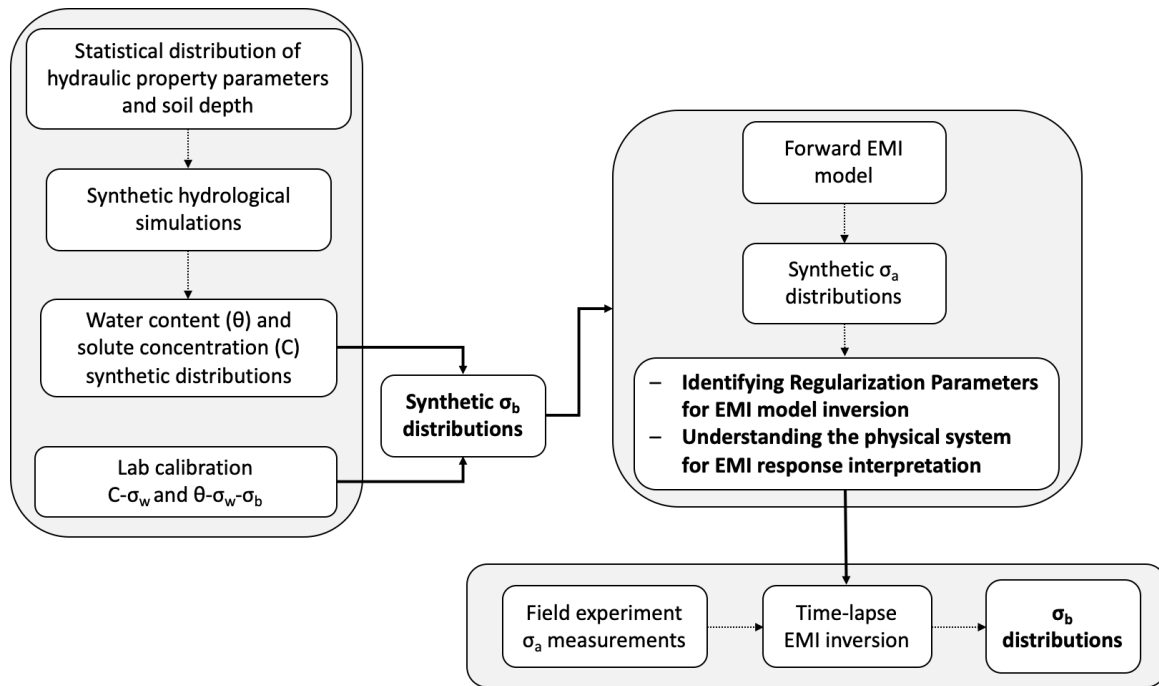 Statistical distribution of
hydraulic property parameters
and soil depth
Synthetic hydrological
simulations
Water content (θ) and
solute concentration (C)
synthetic distributions
Lab calibration
C-σw and θ-σw-σb
Synthetic σb
distributions
Forward EMI
model
Synthetic σa
distributions
– Identifying Regularization Parameters
for EMI model inversion
– Understanding the physical system
for EMI response interpretation
Field experiment
σa measurements
Time-lapse
EMI inversion
σb
distributions